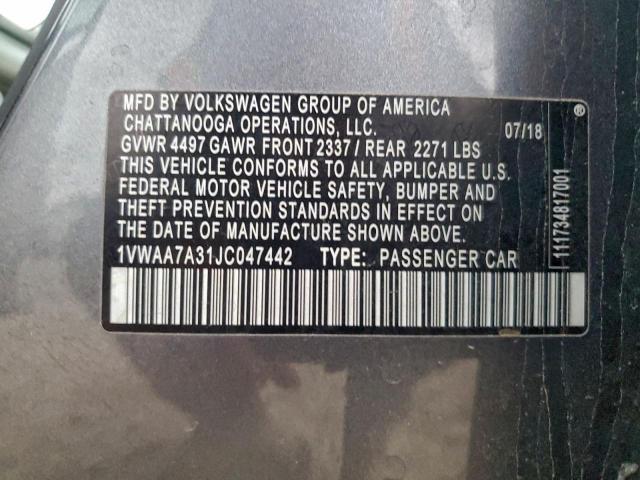 MFD BY VOLKSWAGEN GROUP OF AMERICA
CHATTANOOGA OPERATIONS, LLC. 07/18
GVWR 4497 GAWR FRONT 2337 / REAR 2271 LBS
THIS VEHICLE CONFORMS TO ALL APPLICABLE U.S.
FEDERAL MOTOR VEHICLE SAFETY, BUMPER AND
THEFT PREVENTION STANDARDS IN EFFECT ON
THE DATE OF MANUFACTURE SHOWN ABOVE.
1VWAA7A31JC047442 TYPE: PASSENGER CAR
®
111734817001